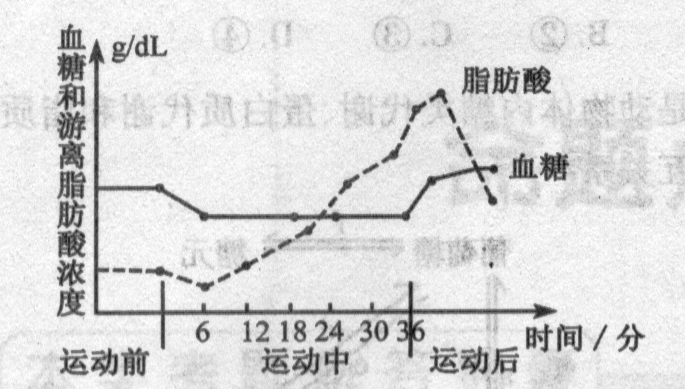 血糖和游离脂肪酸浓度
g/dL
脂肪酸
血糖
6 12 18 24 30 36
时间 / 分
运动前 运动中 运动后